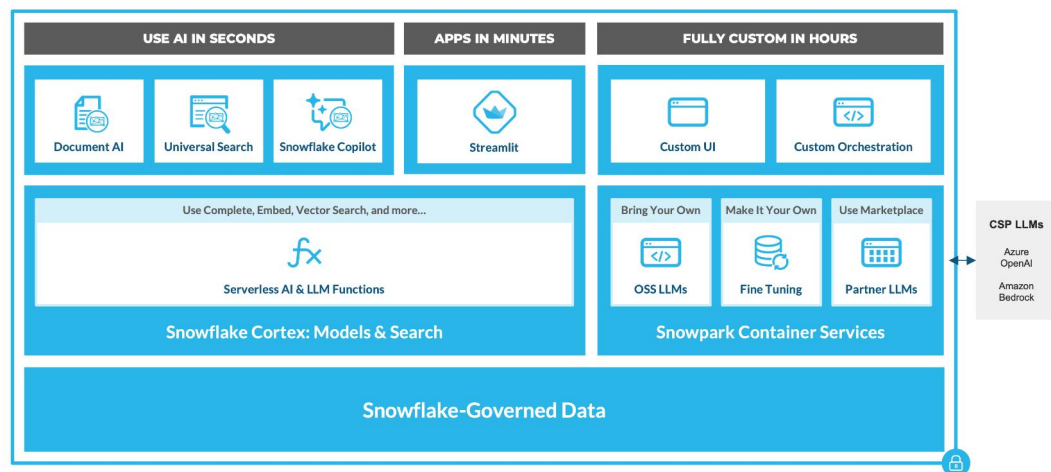 USE AI IN SECONDS
APPS IN MINUTES
FULLY CUSTOM IN HOURS
Document AI
Universal Search
Snowflake Copilot
Streamlit
Custom UI
Custom Orchestration
Use Complete, Embed, Vector Search, and more...
fx
Serverless AI & LLM Functions
Snowflake Cortex: Models & Search
Bring Your Own
Make It Your Own
Use Marketplace
</>
OSS LLMs
Fine Tuning
Partner LLMs
Snowpark Container Services
CSP LLMs
Azure
OpenAI
Amazon
Bedrock
Snowflake-Governed Data